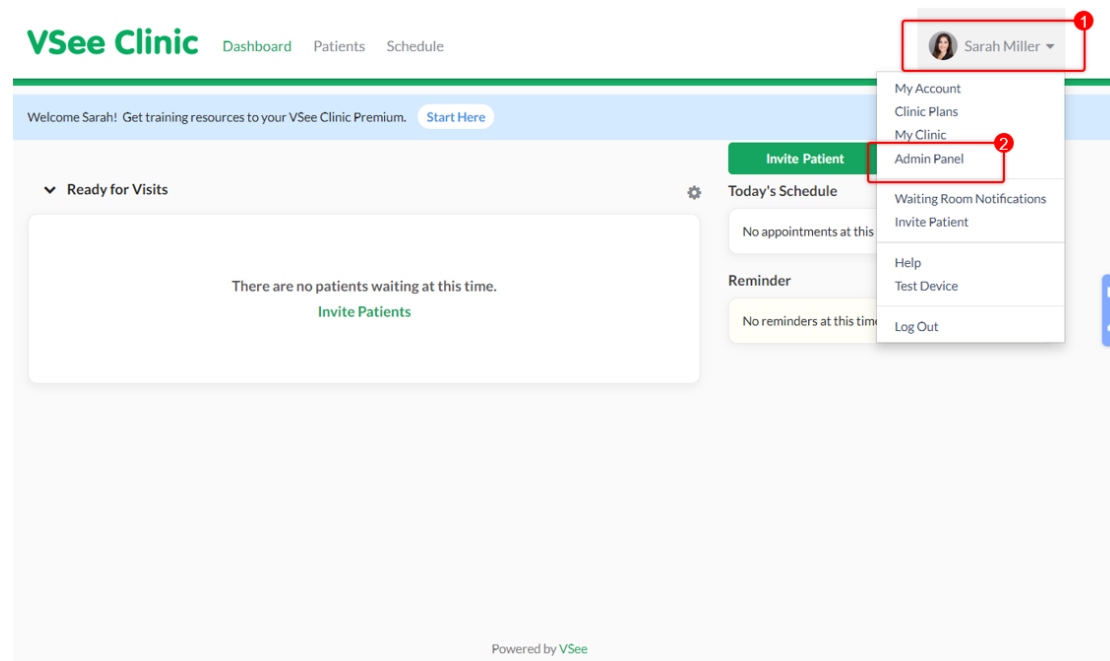 VSee Clinic Dashboard Patients Schedule
1
Sarah Miller
My Account
Clinic Plans
My Clinic
2
Admin Panel
Waiting Room Notifications
Invite Patient
Help
Test Device
Log Out
Welcome Sarah! Get training resources to your VSee Clinic Premium. Start Here
Invite Patient
Ready for Visits
Today's Schedule
No appointments at this
There are no patients waiting at this time.
Invite Patients
Reminder
No reminders at this time
Powered by VSee